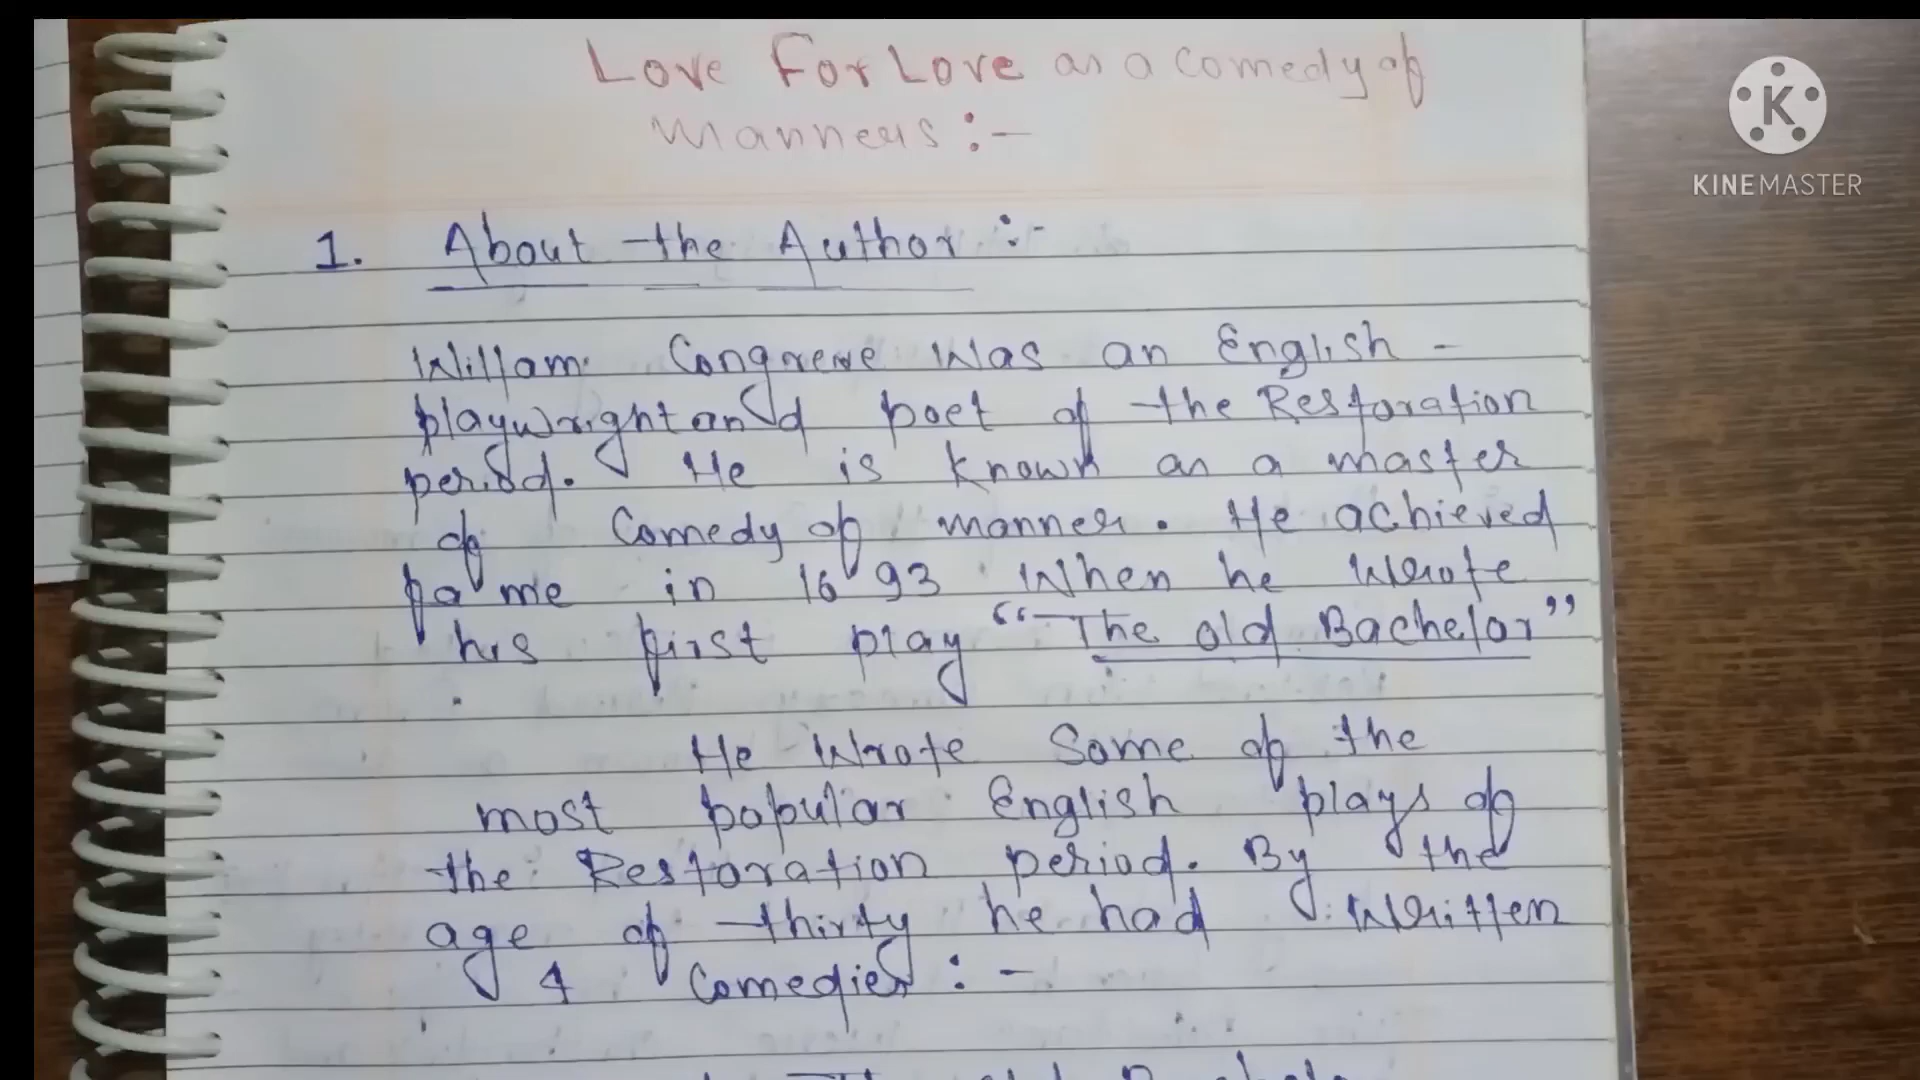 Love For Love as a Comedy of
Manners :-
KINEMASTER
1. About the Author :-
Willam Congreve was an English -
playwright and poet of the Restoration
period. He is known as a master
of Comedy of manner. He achieved
fame in 1693 When he wrote
his first play "The old Bachelor"
He Wrote Some of the
most popular English plays of
the Restoration period. By the
age of thirty he had written
4 Comedies :-